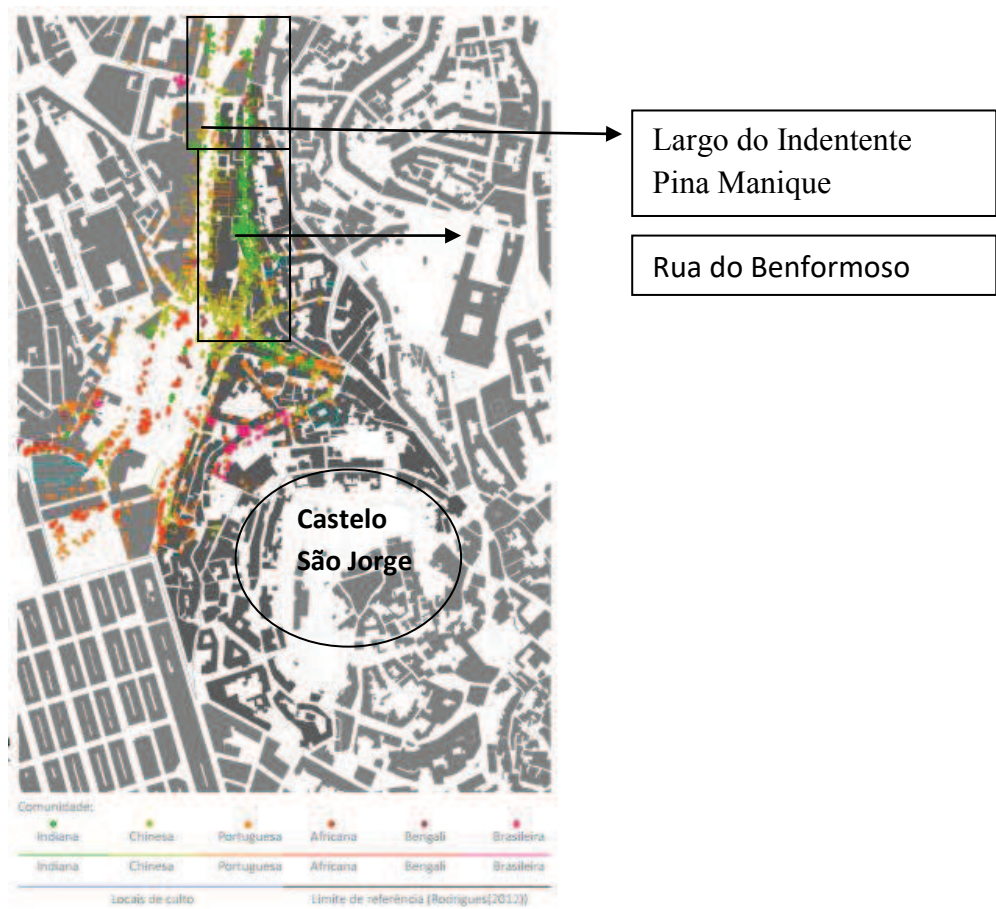 Largo do Indentente
Pina Manique
Rua do Benformoso
Castelo
São Jorge
Comunidade:
Indiana Chinesa Portuguesa Africana Bengali Brasileira
Indiana Chinesa Portuguesa Africana Bengali Brasileira
Locais de culto Limite de referência (Rodrigues(2012))